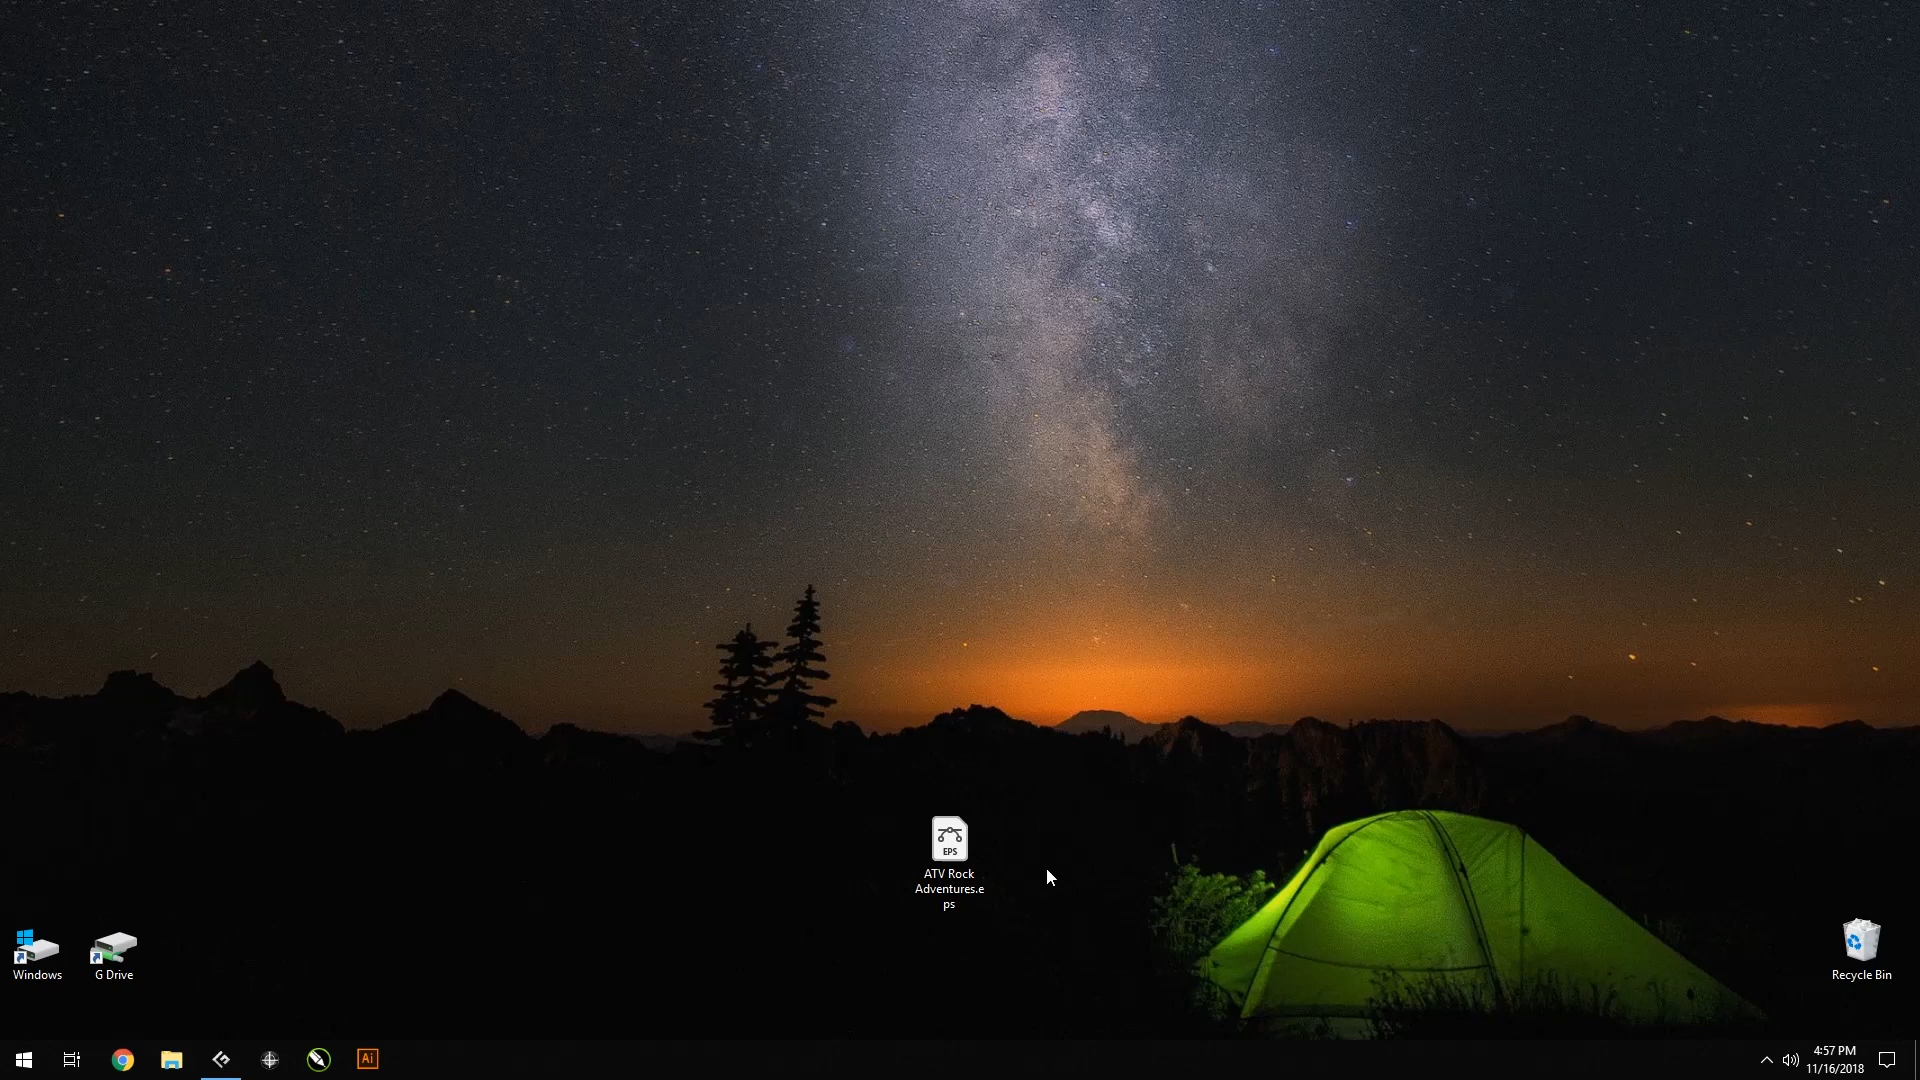 EPS
ATV Rock
Adventures.e
ps
Windows
G Drive
Recycle Bin
Ai
4:57 PM
11/16/2018